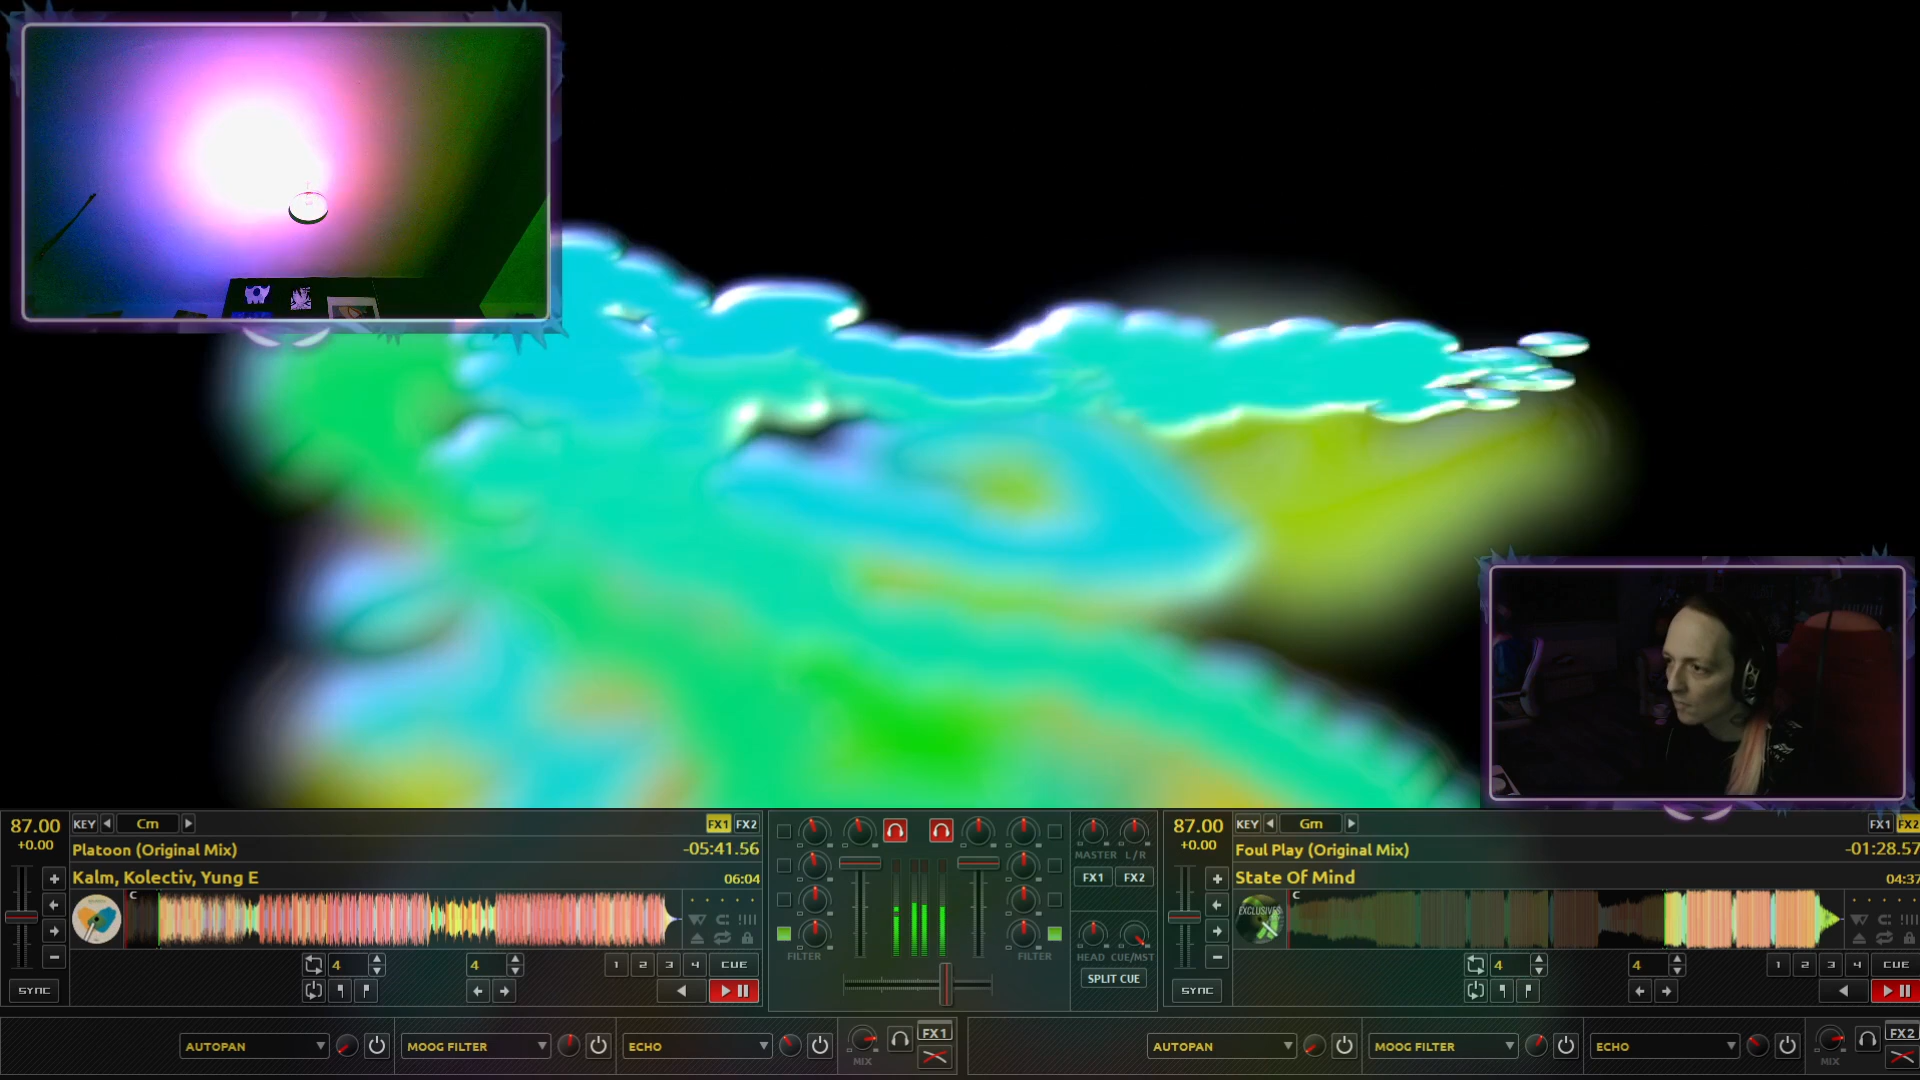 87.00
+0.00
KEY
Cm
FX1 FX2
Platoon (Original Mix)
-05:41.56
Kalm, Kolectiv, Yung E
06:04
C
4
4
1 2 3 4 CUE
SYNC
FILTER
FILTER
MASTER L/R
FX1 FX2
HEAD CUE/MST
SPLIT CUE
87.00
+0.00
KEY
Gm
FX1 FX2
Foul Play (Original Mix)
-01:28.57
State Of Mind
04:37
EXCLUSIVES
C
4
4
1 2 3 4 CUE
SYNC
AUTOPAN
MOOG FILTER
ECHO
MIX
FX1
AUTOPAN
MOOG FILTER
ECHO
MIX
FX2